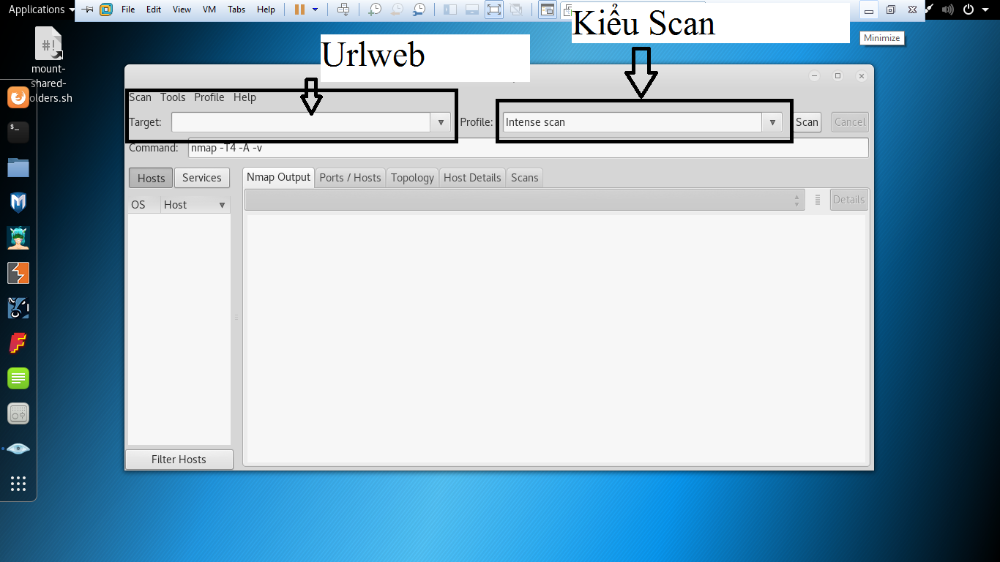 Applications File Edit View VM Tabs Help
Kiểu Scan
Minimize
Urlweb
#!
mount-
shared-
olders.sh
Scan Tools Profile Help
Target: Profile: Intense scan Scan Cancel
Command: nmap -T4 -A -v
Hosts Services Nmap Output Ports / Hosts Topology Host Details Scans
OS Host Details
Filter Hosts